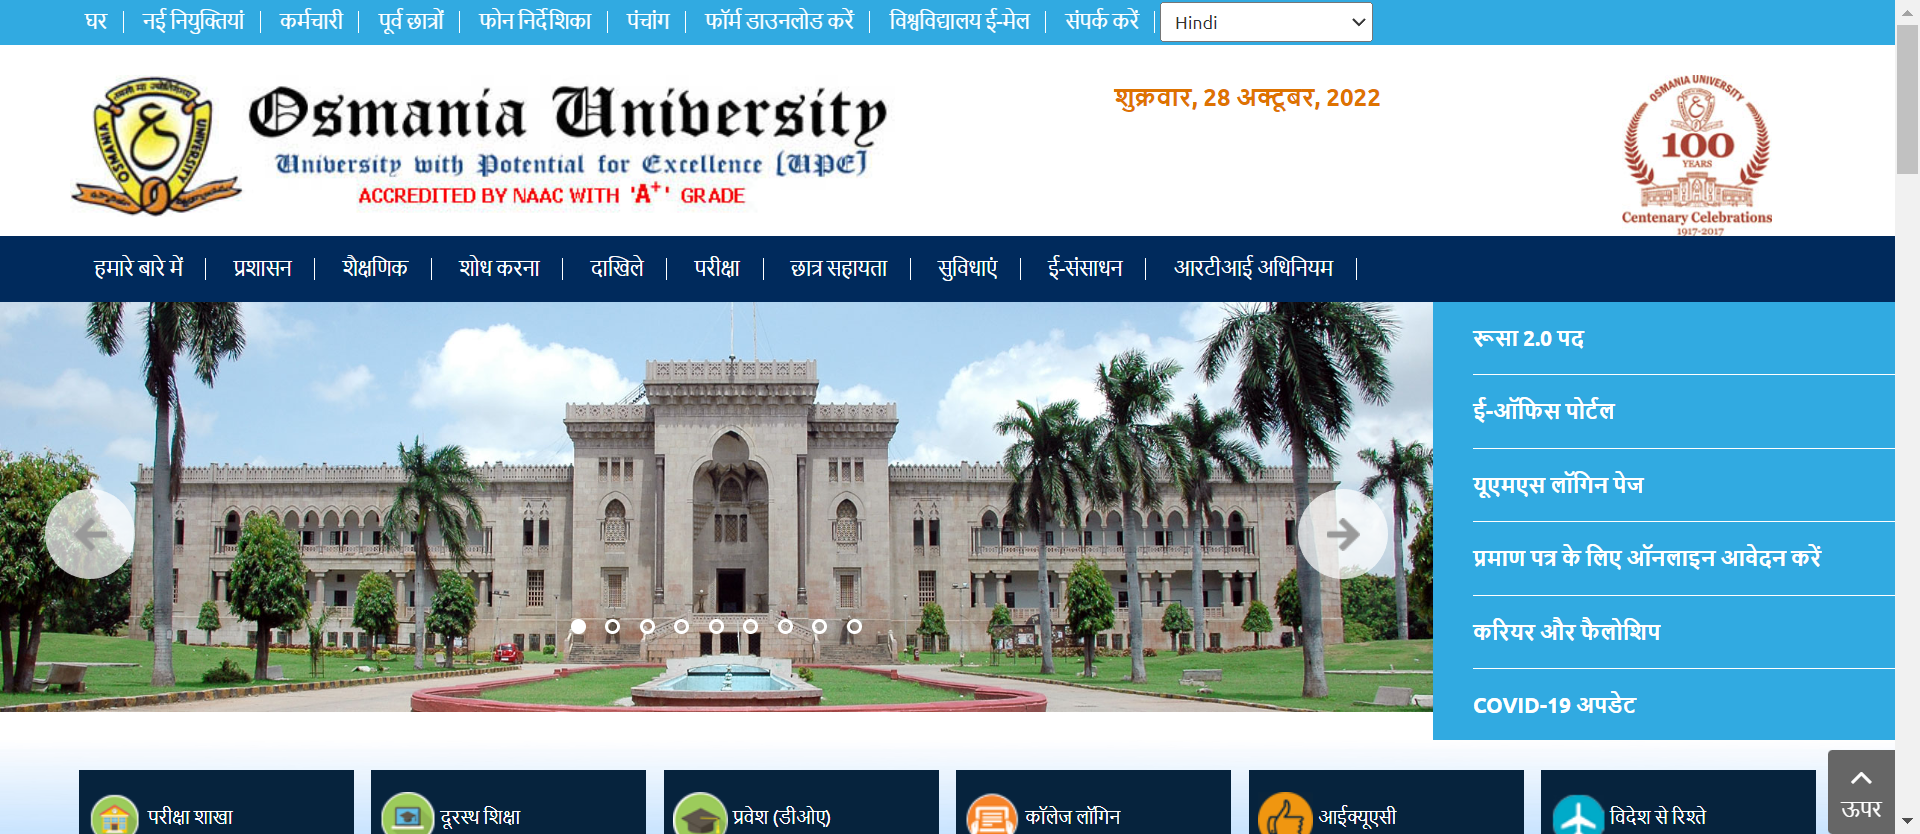 घर नई नियुक्तियां कर्मचारी पूर्व छात्रों फोन निर्देशिका पंचांग फॉर्म डाउनलोड करें विश्वविद्यालय ई-मेल संपर्क करें Hindi
Osmania University
University with Potential for Excellence (UPE)
ACCREDITED BY NAAC WITH 'A+' GRADE
OSMANIA UNIVERSITY
शुक्रवार, 28 अक्टूबर, 2022
OSMANIA UNIVERSITY
100
YEARS
Centenary Celebrations
1917-2017
हमारे बारे में प्रशासन शैक्षणिक शोध करना दाखिले परीक्षा छात्र सहायता सुविधाएं ई-संसाधन आरटीआई अधिनियम
रूसा 2.0 पद
ई-ऑफिस पोर्टल
यूएमएस लॉगिन पेज
प्रमाण पत्र के लिए ऑनलाइन आवेदन करें
करियर और फैलोशिप
COVID-19 अपडेट
परीक्षा शाखा दूरस्थ शिक्षा प्रवेश (डीओए) कॉलेज लॉगिन आईक्यूएसी विदेश से रिश्ते
ऊपर